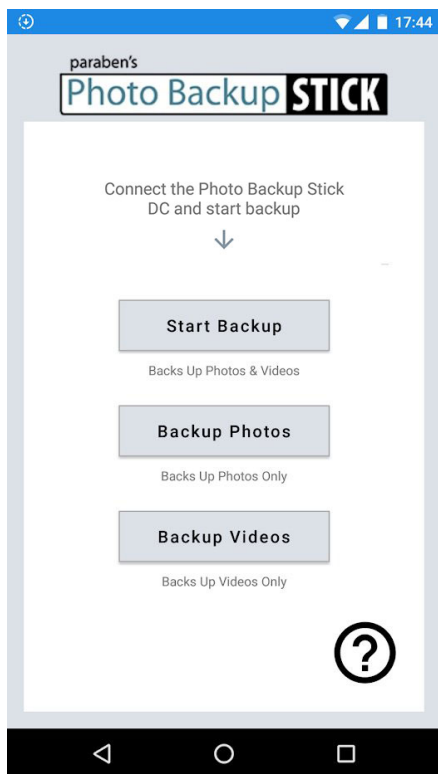 17:44
paraben's
Photo Backup STICK
Connect the Photo Backup Stick
DC and start backup
Start Backup
Backs Up Photos & Videos
Backup Photos
Backs Up Photos Only
Backup Videos
Backs Up Videos Only
?